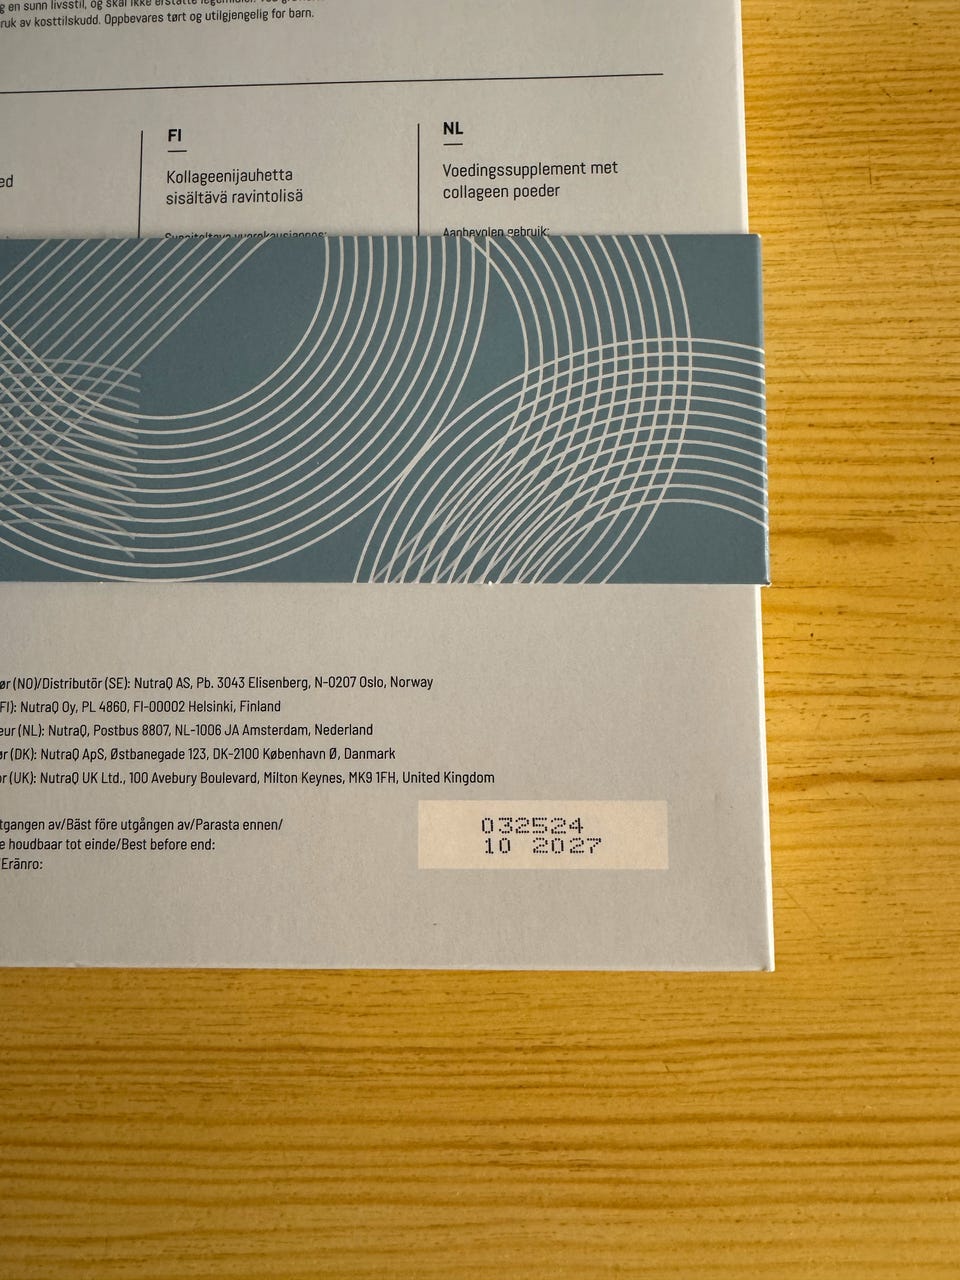 g en sunn livsstil, og skal ikke erstatte
ruk av kosttilskudd. Oppbevares tørt og utilgjengelig for barn.
ed
FI
Kollageenijauhetta
sisältävä ravintolisä
NL
Voedingssupplement met
collageen poeder
Aanbevolen gebruik:
ør (NO)/Distributör (SE): NutraQ AS, Pb. 3043 Elisenberg, N-0207 Oslo, Norway
FI): NutraQ Oy, PL 4860, FI-00002 Helsinki, Finland
eur (NL): NutraQ, Postbus 8807, NL-1006 JA Amsterdam, Nederland
ør (DK): NutraQ ApS, Østbanegade 123, DK-2100 København Ø, Danmark
or (UK): NutraQ UK Ltd., 100 Avebury Boulevard, Milton Keynes, MK9 1FH, United Kingdom
tgangen av/Bäst före utgången av/Parasta ennen/
e houdbaar tot einde/Best before end:
/Eränro:
032524
10 2027